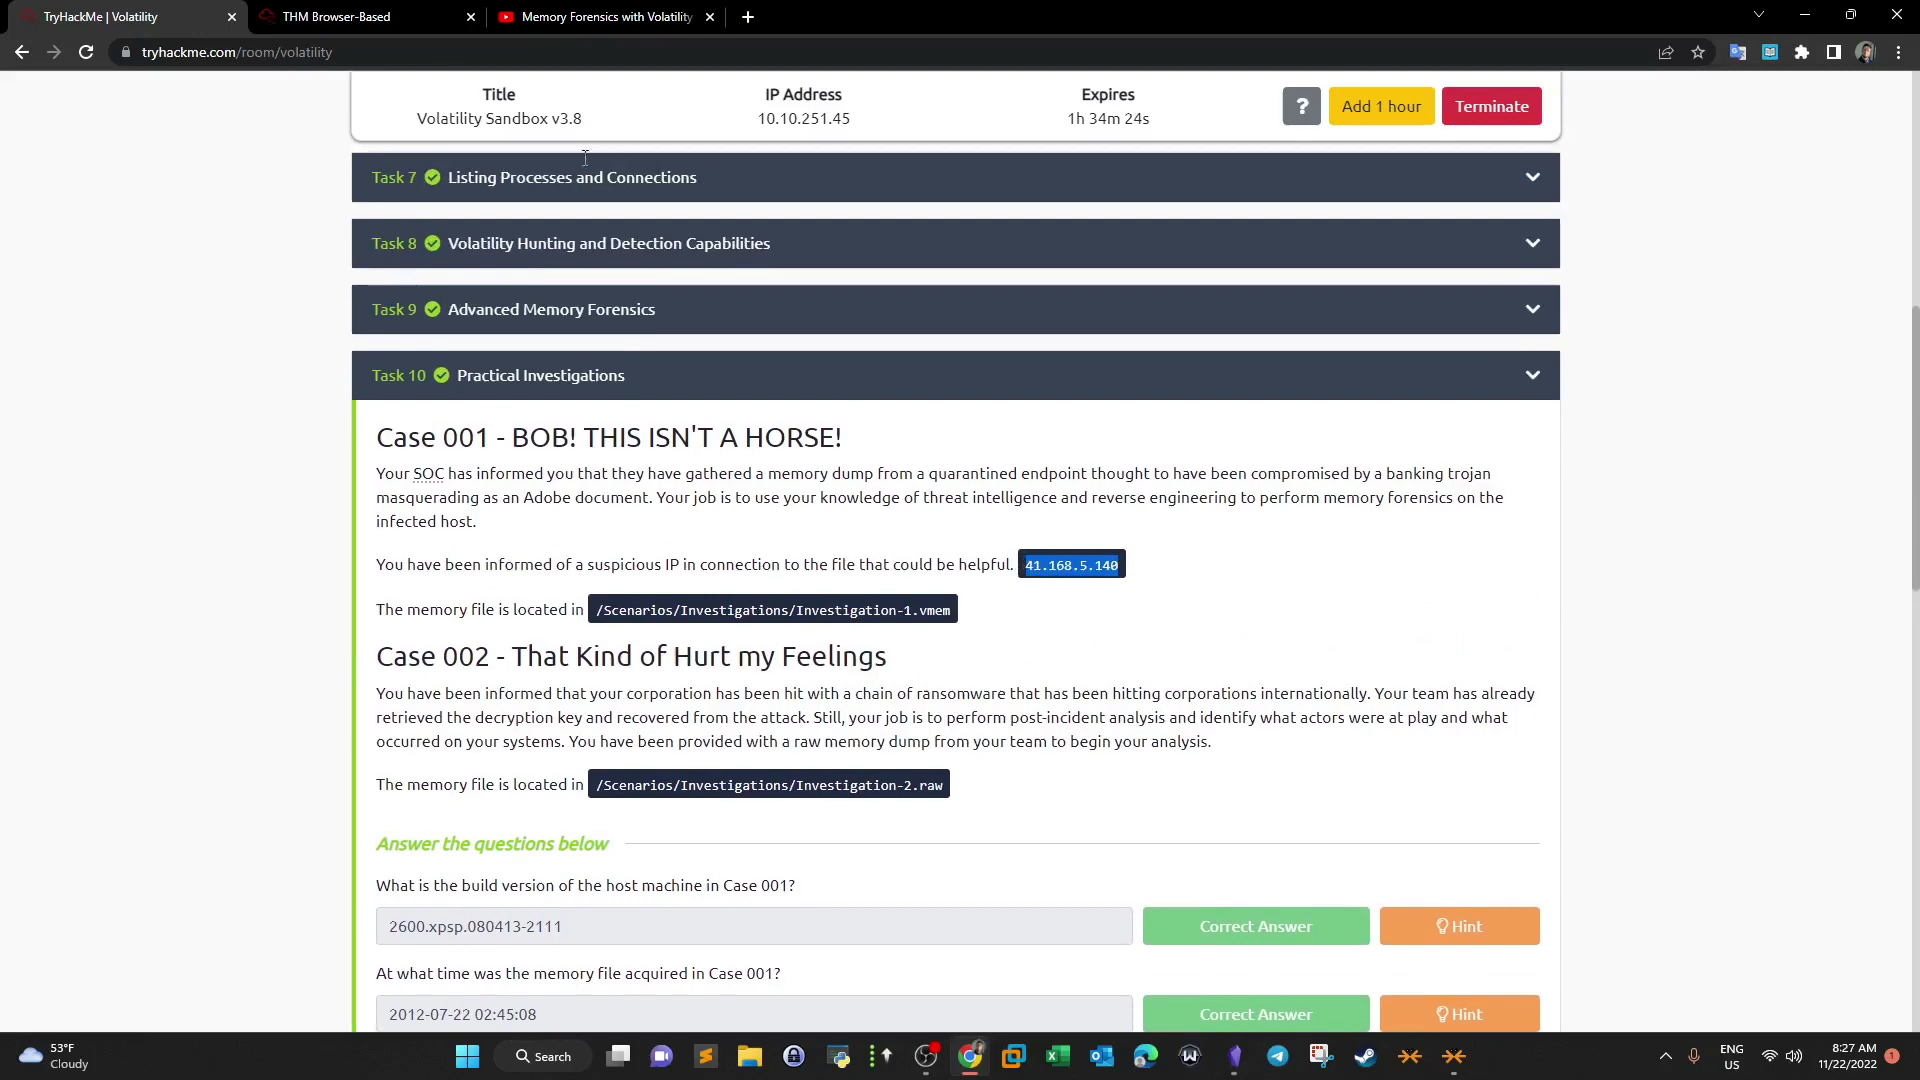 TryHackMe | Volatility
THM Browser-Based
Memory Forensics with Volatility
tryhackme.com/room/volatility
Title
IP Address
Expires
Volatility Sandbox v3.8
10.10.251.45
1h 34m 24s
?
Add 1 hour
Terminate
Task 7 Listing Processes and Connections
Task 8 Volatility Hunting and Detection Capabilities
Task 9 Advanced Memory Forensics
Task 10 Practical Investigations
Case 001 - BOB! THIS ISN'T A HORSE!
Your SOC has informed you that they have gathered a memory dump from a quarantined endpoint thought to have been compromised by a banking trojan
masquerading as an Adobe document. Your job is to use your knowledge of threat intelligence and reverse engineering to perform memory forensics on the
infected host.
You have been informed of a suspicious IP in connection to the file that could be helpful. 41.168.5.140
The memory file is located in /Scenarios/Investigations/Investigation-1.vmem
Case 002 - That Kind of Hurt my Feelings
You have been informed that your corporation has been hit with a chain of ransomware that has been hitting corporations internationally. Your team has already
retrieved the decryption key and recovered from the attack. Still, your job is to perform post-incident analysis and identify what actors were at play and what
occurred on your systems. You have been provided with a raw memory dump from your team to begin your analysis.
The memory file is located in /Scenarios/Investigations/Investigation-2.raw
Answer the questions below
What is the build version of the host machine in Case 001?
2600.xpsp.080413-2111
Correct Answer
Hint
At what time was the memory file acquired in Case 001?
2012-07-22 02:45:08
Correct Answer
Hint
53°F
Cloudy
Search
ENG
US
8:27 AM
11/22/2022
1